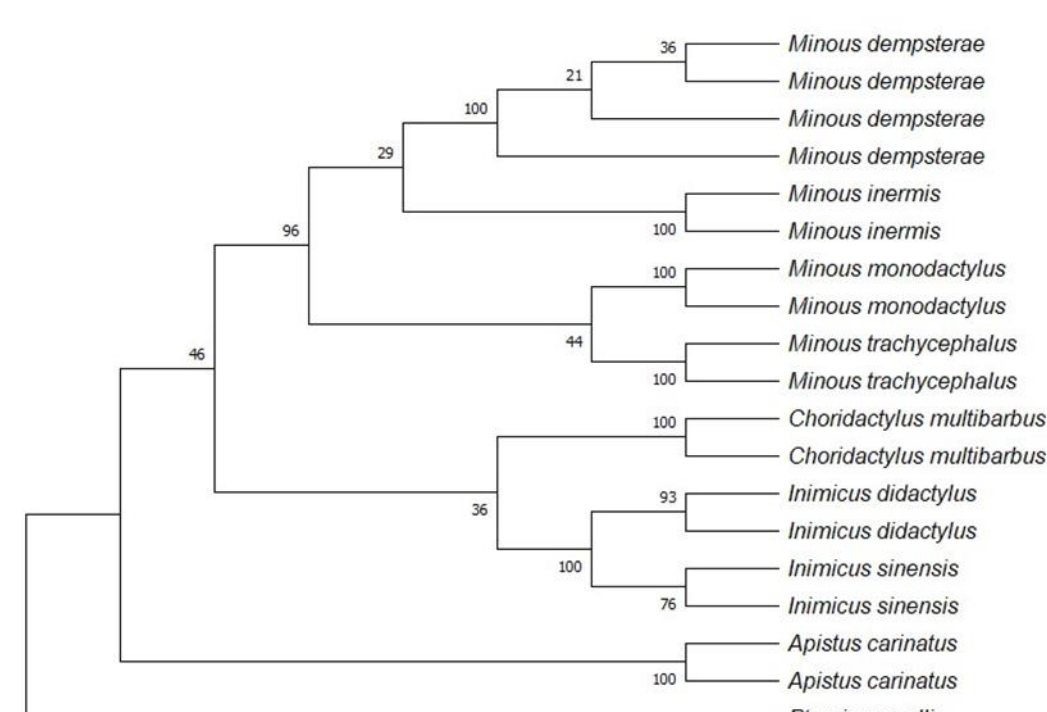 36 Minous dempsterae
Minous dempsterae
21
Minous dempsterae
100
Minous dempsterae
29
Minous inermis
Minous inermis
100
96
Minous monodactylus
100
Minous monodactylus
Minous trachycephalus
44
Minous trachycephalus
100
46
Choridactylus multibarbus
100
Choridactylus multibarbus
Inimicus didactylus
93
36
Inimicus didactylus
100
Inimicus sinensis
Inimicus sinensis
76
Apistus carinatus
Apistus carinatus
100